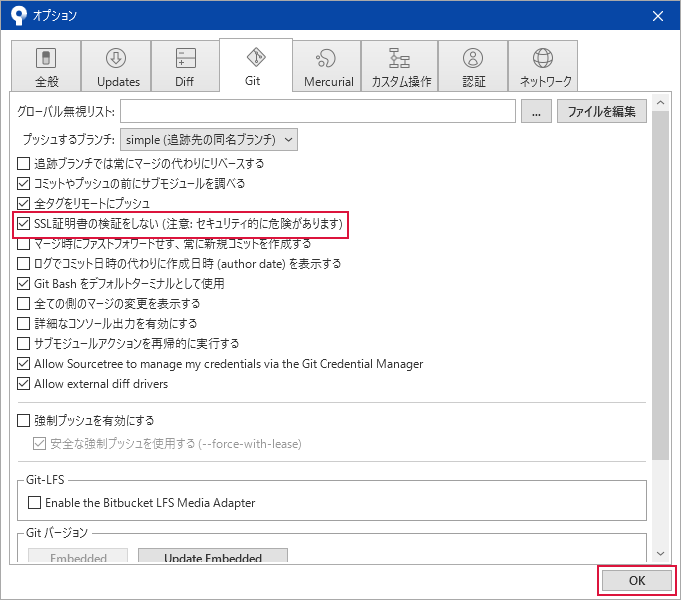 オプション
全般
Updates
Diff
Git
Mercurial
カスタム操作
認証
ネットワーク
グローバル無視リスト:
...
ファイルを編集
プッシュするブランチ: simple (追跡先の同名ブランチ)
追跡ブランチでは常にマージの代わりにリベースする
コミットやプッシュの前にサブモジュールを調べる
全タグをリモートにプッシュ
SSL証明書の検証をしない (注意: セキュリティ的に危険があります)
マージ時にファストフォワードせず、常に新規コミットを作成する
ログでコミット日時の代わりに作成日時 (author date) を表示する
Git Bash をデフォルトターミナルとして使用
全ての側のマージの変更を表示する
詳細なコンソール出力を有効にする
サブモジュールアクションを再帰的に実行する
Allow Sourcetree to manage my credentials via the Git Credential Manager
Allow external diff drivers
強制プッシュを有効にする
安全な強制プッシュを使用する (--force-with-lease)
Git-LFS
Enable the Bitbucket LFS Media Adapter
Git バージョン
Embedded
Update Embedded
OK